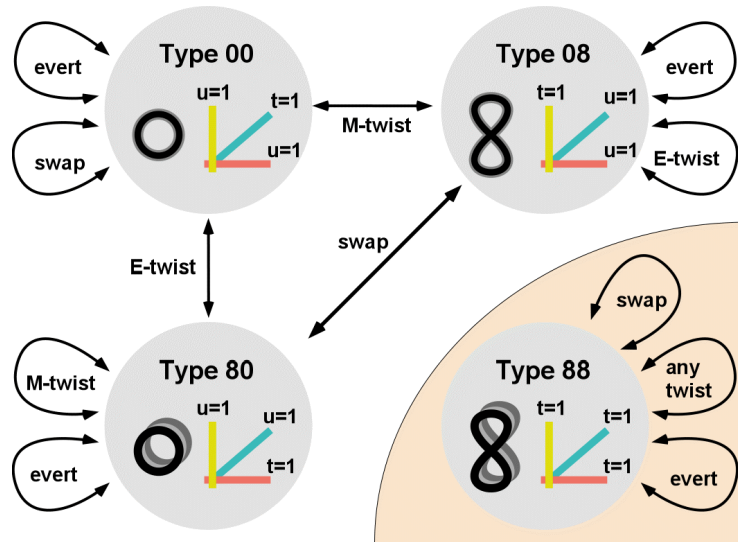 Type 00
evert
swap
u=1
t=1
u=1
M-twist
Type 08
t=1
u=1
u=1
evert
E-twist
E-twist
swap
Type 80
M-twist
evert
u=1
u=1
t=1
Type 88
t=1
t=1
t=1
swap
any
twist
evert